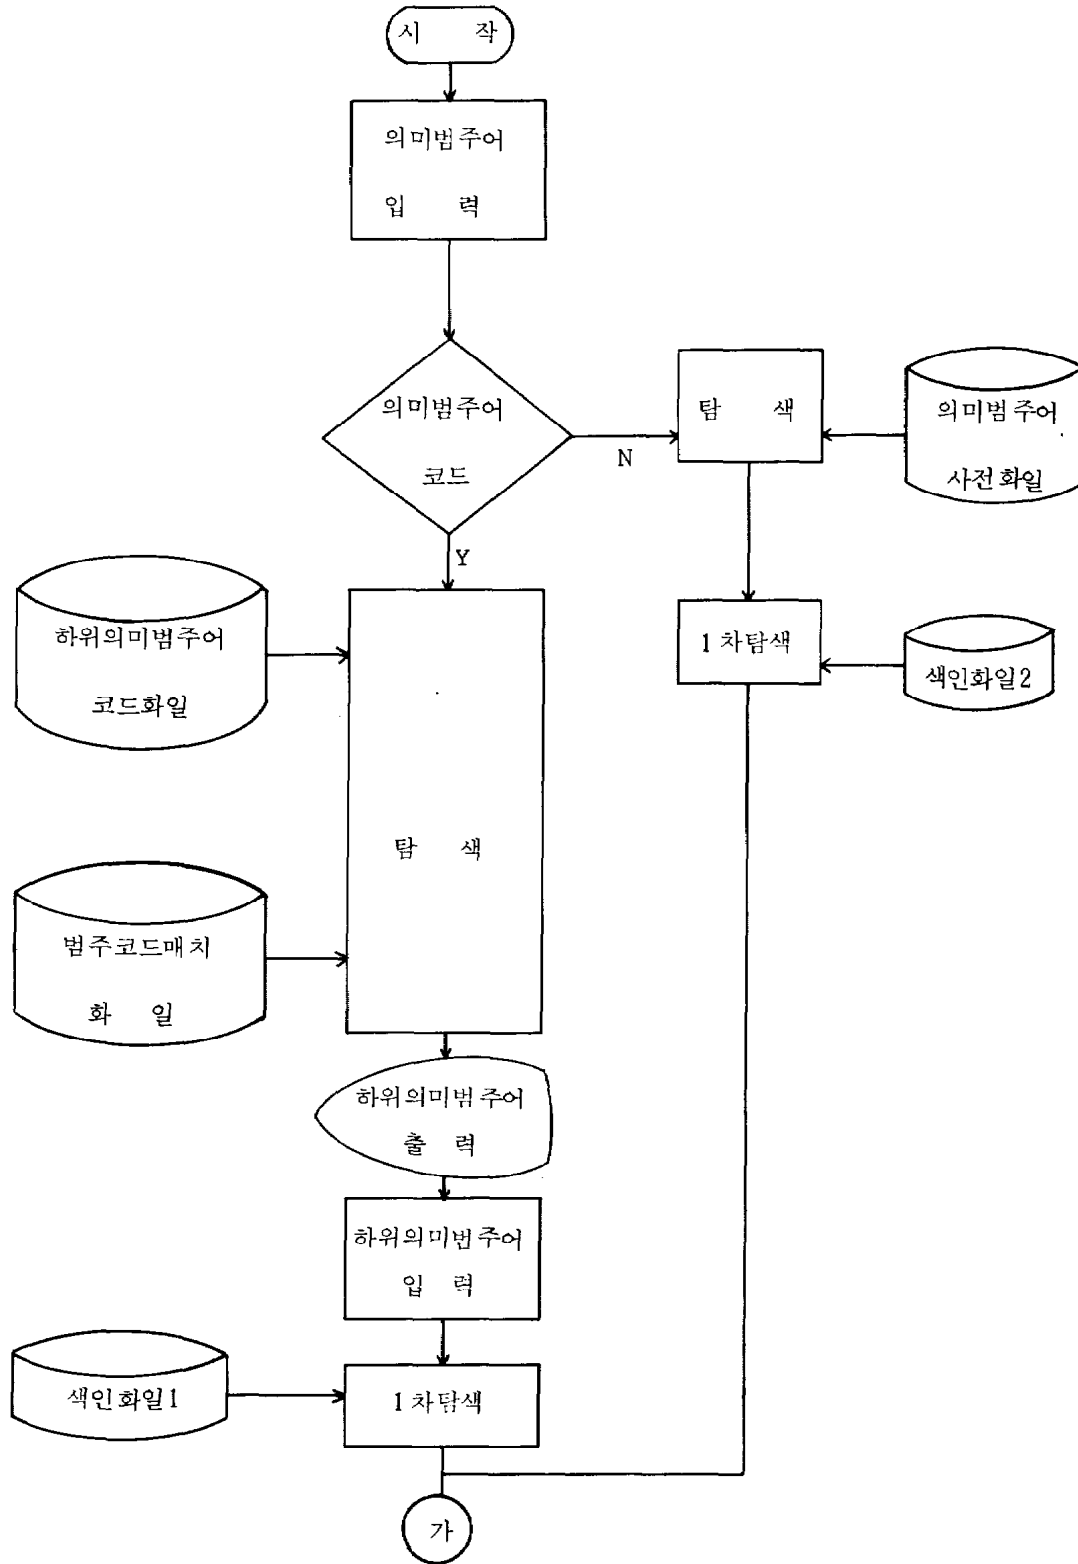 시 작
의미범주어
입 력
의미범주어
코드
N
Y
탐 색
의미범주어
사전화일
하위의미범주어
코드화일
1차탐색
색인화일2
탐 색
범주코드매치
화 일
하위의미범주어
출 력
하위의미범주어
입 력
색인화일1
1차탐색
가